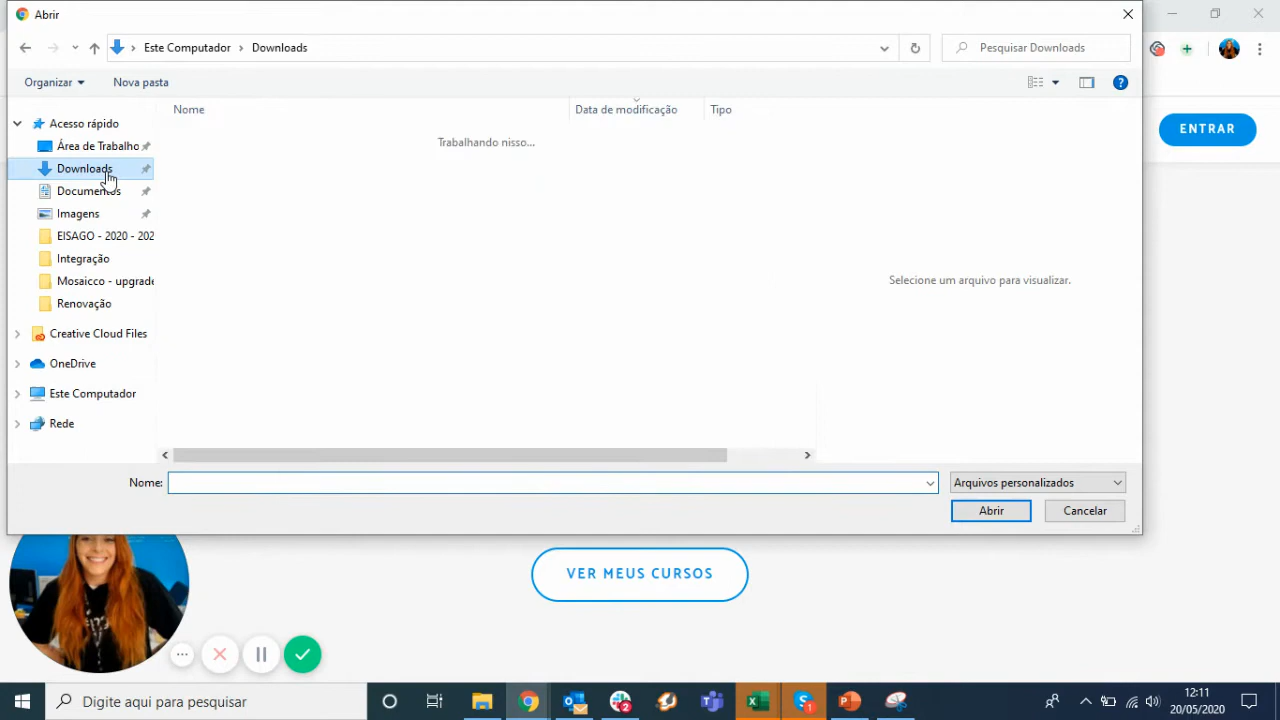 Abrir
Este Computador
Downloads
Pesquisar Downloads
Organizar
Nova pasta
Nome
Data de modificação
Tipo
Trabalhando nisso...
Selecione um arquivo para visualizar.
Acesso rápido
Área de Trabalho
Downloads
Documentos
Imagens
EISAGO - 2020 - 202
Integração
Mosaicco - upgrade
Renovação
Creative Cloud Files
OneDrive
Este Computador
Rede
Nome:
Arquivos personalizados
Abrir
Cancelar
ENTRAR
VER MEUS CURSOS
Digite aqui para pesquisar
12:11
20/05/2020